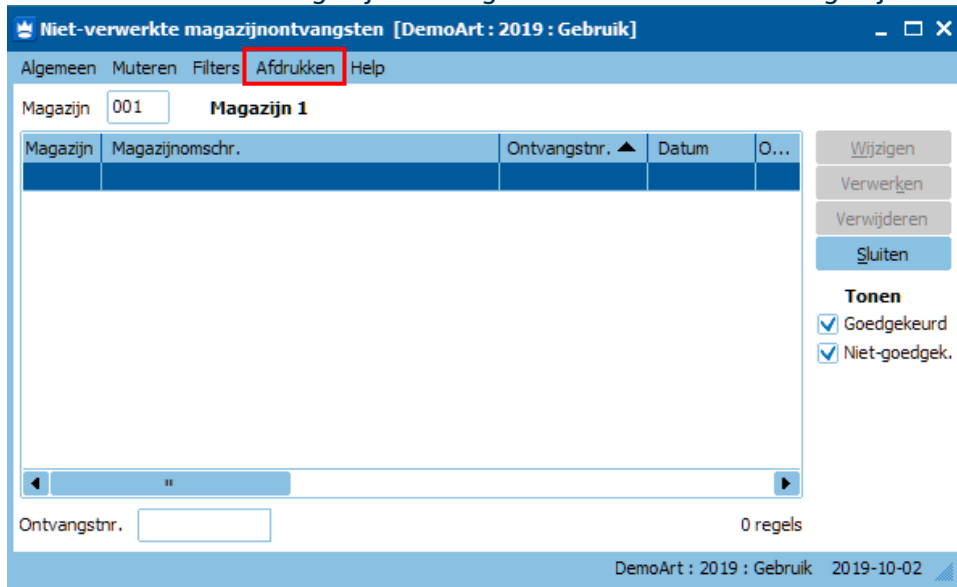 Niet-verwerkte magazijnontvangsten [DemoArt : 2019 : Gebruik]
Algemeen Muteren Filters Afdrukken Help
Magazijn 001 Magazijn 1
Magazijn Magazijnomschr. Ontvangstnr. Datum O...
Wijzigen
Verwerken
Verwijderen
Sluiten
Tonen
Goedgekeurd
Niet-goedgek.
Ontvangstnr. 0 regels
DemoArt : 2019 : Gebruik 2019-10-02